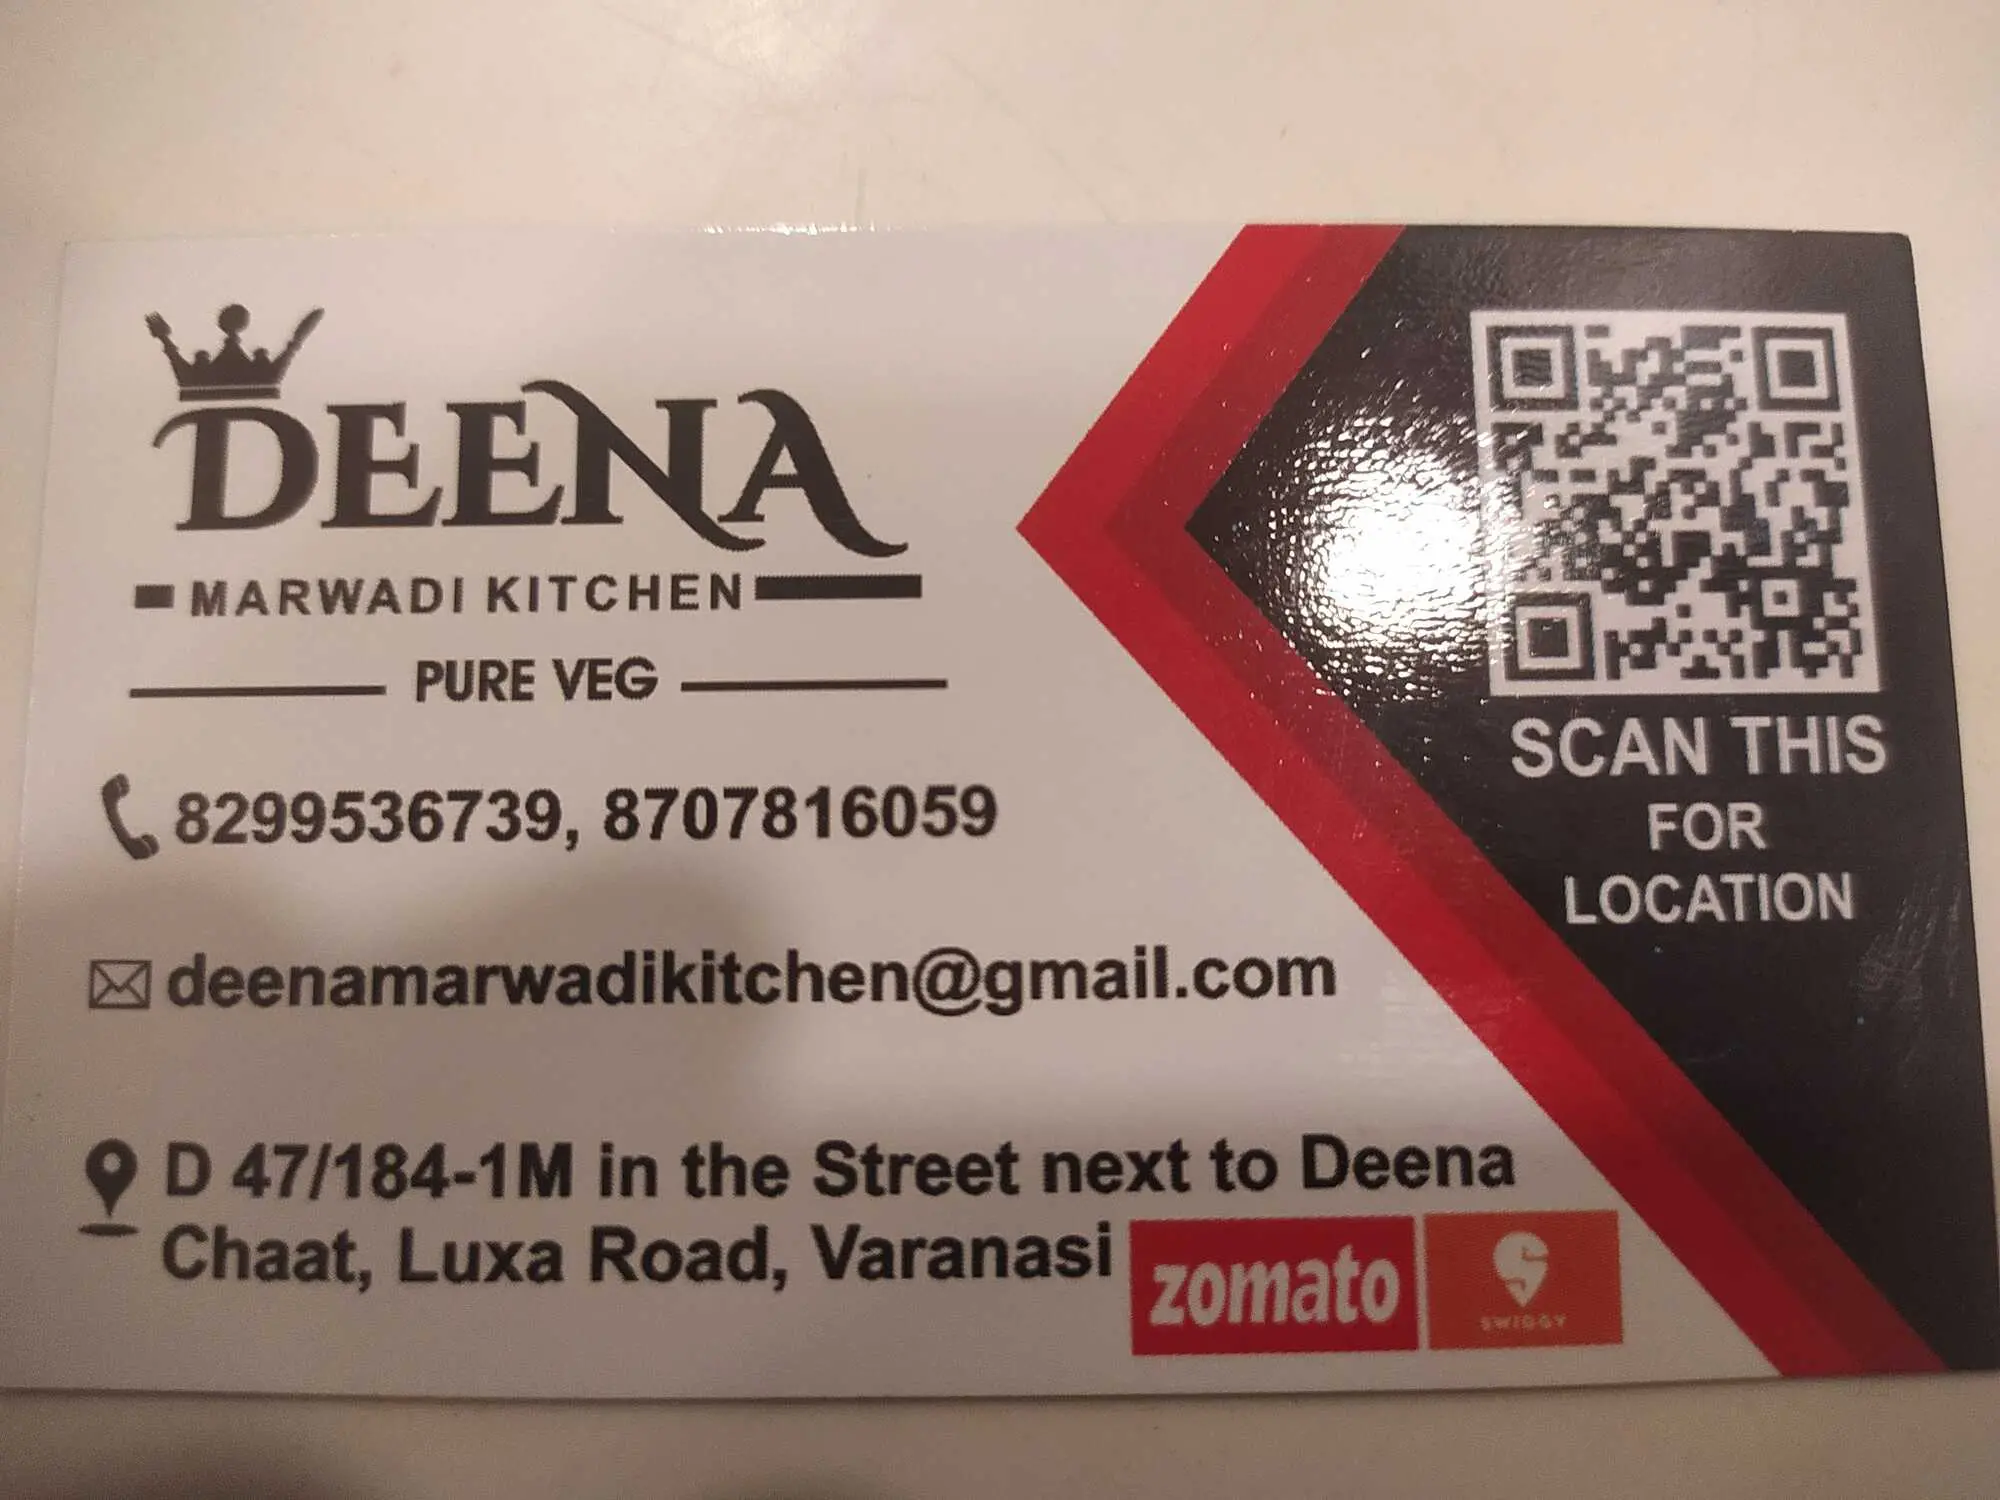 DEENA
MARWADI KITCHEN
PURE VEG
8299536739, 8707816059
deenamarwadikitchen@gmail.com
D 47/184-1M in the Street next to Deena
Chaat, Luxa Road, Varanasi
zomato
SWIGGY
SCAN THIS
FOR
LOCATION